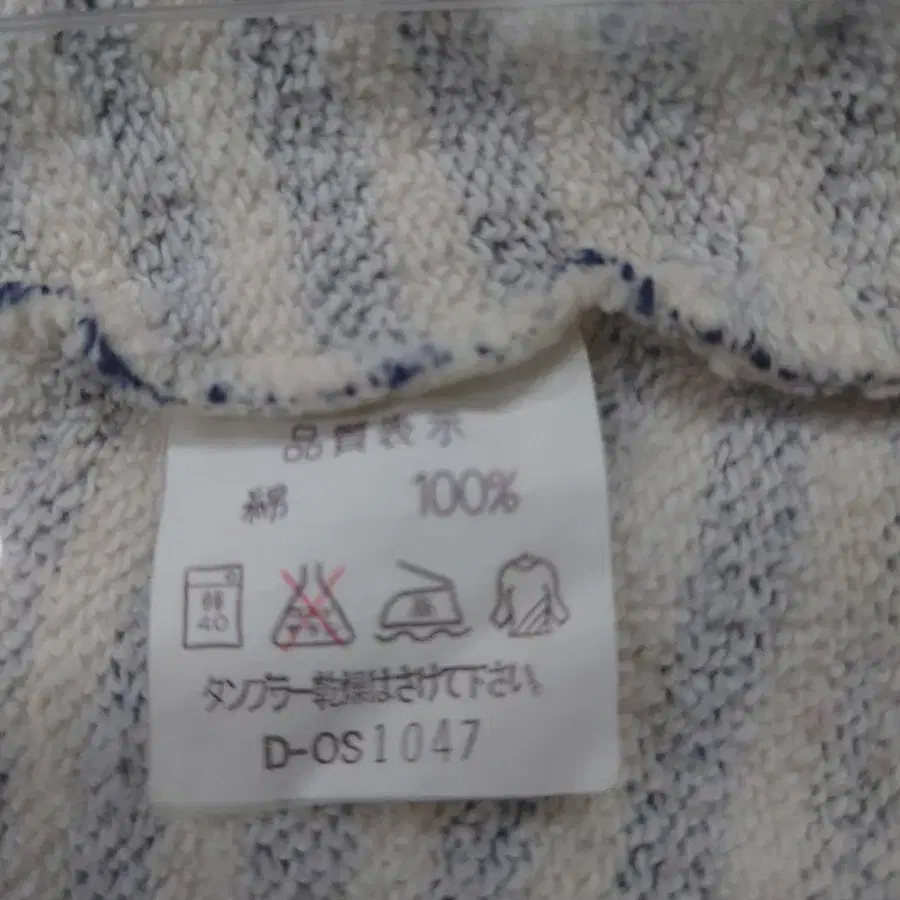 品質表示
綿 100%
40
タンブラー乾燥はさけて下さい。
D-OS1047